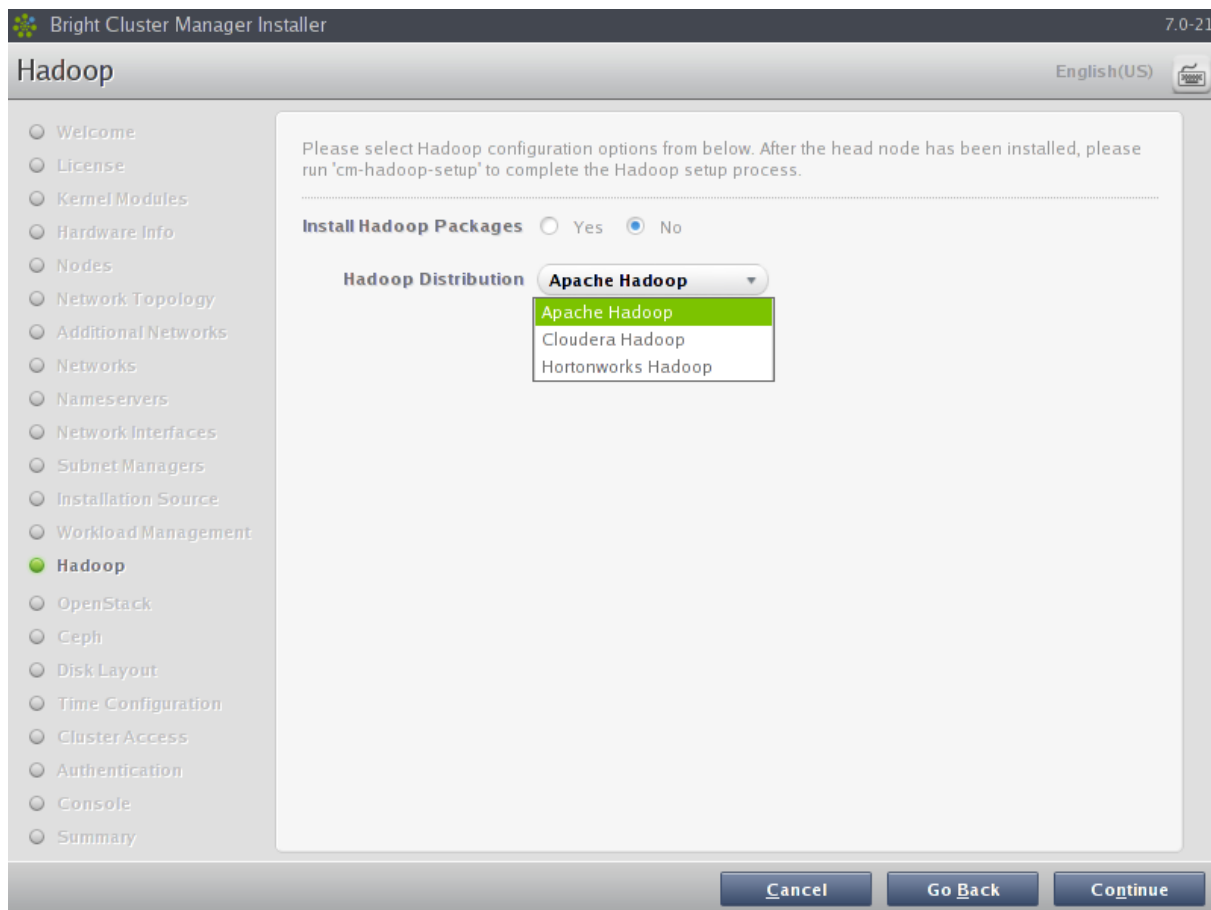 Bright Cluster Manager Installer
7.0-21
Hadoop
English(US)
Welcome
License
Kernel Modules
Hardware Info
Nodes
Network Topology
Additional Networks
Networks
Nameservers
Network Interfaces
Subnet Managers
Installation Source
Workload Management
Hadoop
OpenStack
Ceph
Disk Layout
Time Configuration
Cluster Access
Authentication
Console
Summary
Please select Hadoop configuration options from below. After the head node has been installed, please
run 'cm-hadoop-setup' to complete the Hadoop setup process.
Install Hadoop Packages Yes No
Hadoop Distribution Apache Hadoop
Apache Hadoop
Cloudera Hadoop
Hortonworks Hadoop
Cancel
Go Back
Continue